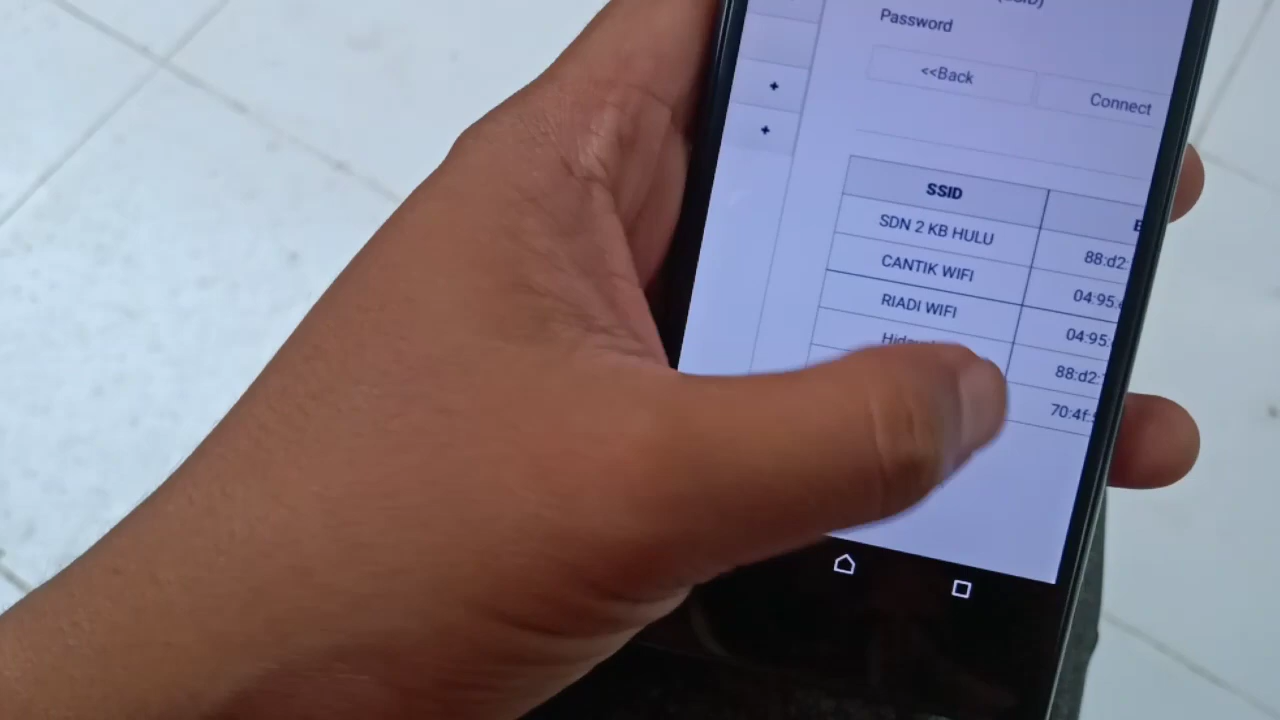 Password
<<Back
Connect
SSID
SDN 2 KB HULU
88:d2:
CANTIK WIFI
04:95:
RIADI WIFI
04:95:
88:d2:
70:4f: